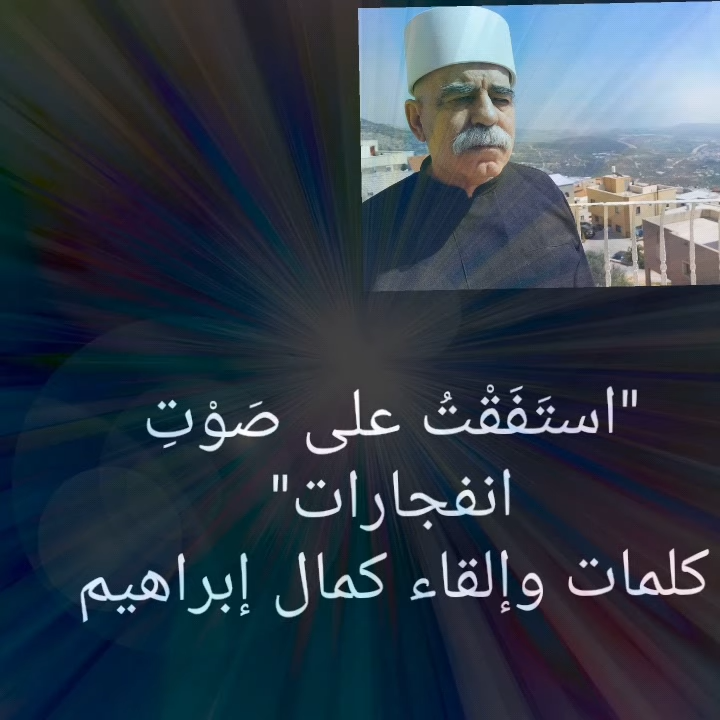 "استَفَقْتُ على صَوْتِ
انفجارات"
كلمات وإلقاء كمال إبراهيم